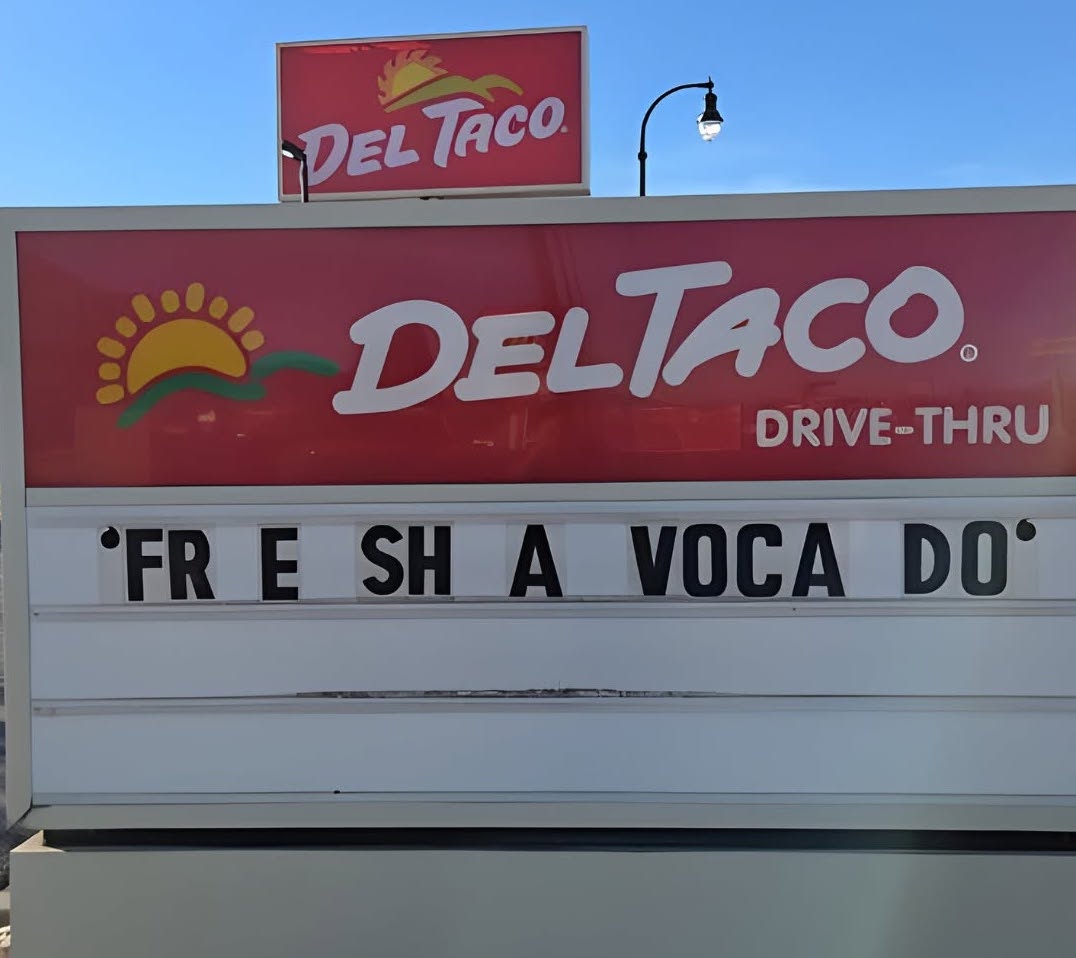 DEL TACO
DEL TACO
DRIVE-THRU
‘FR E SH A VOCA DO‘